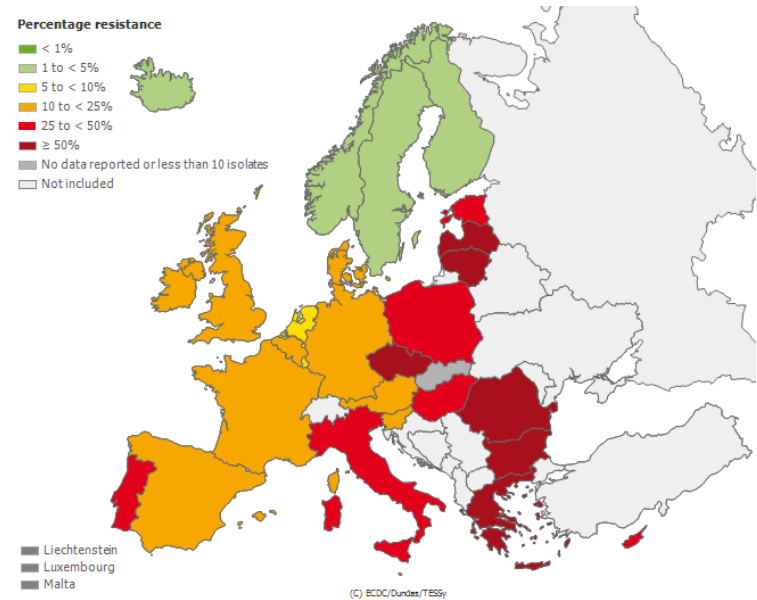 Percentage resistance
< 1%
1 to < 5%
5 to < 10%
10 to < 25%
25 to < 50%
≥ 50%
No data reported or less than 10 isolates
Not included
Liechtenstein
Luxembourg
Malta
(C) ECDC/Dundas/TESSy